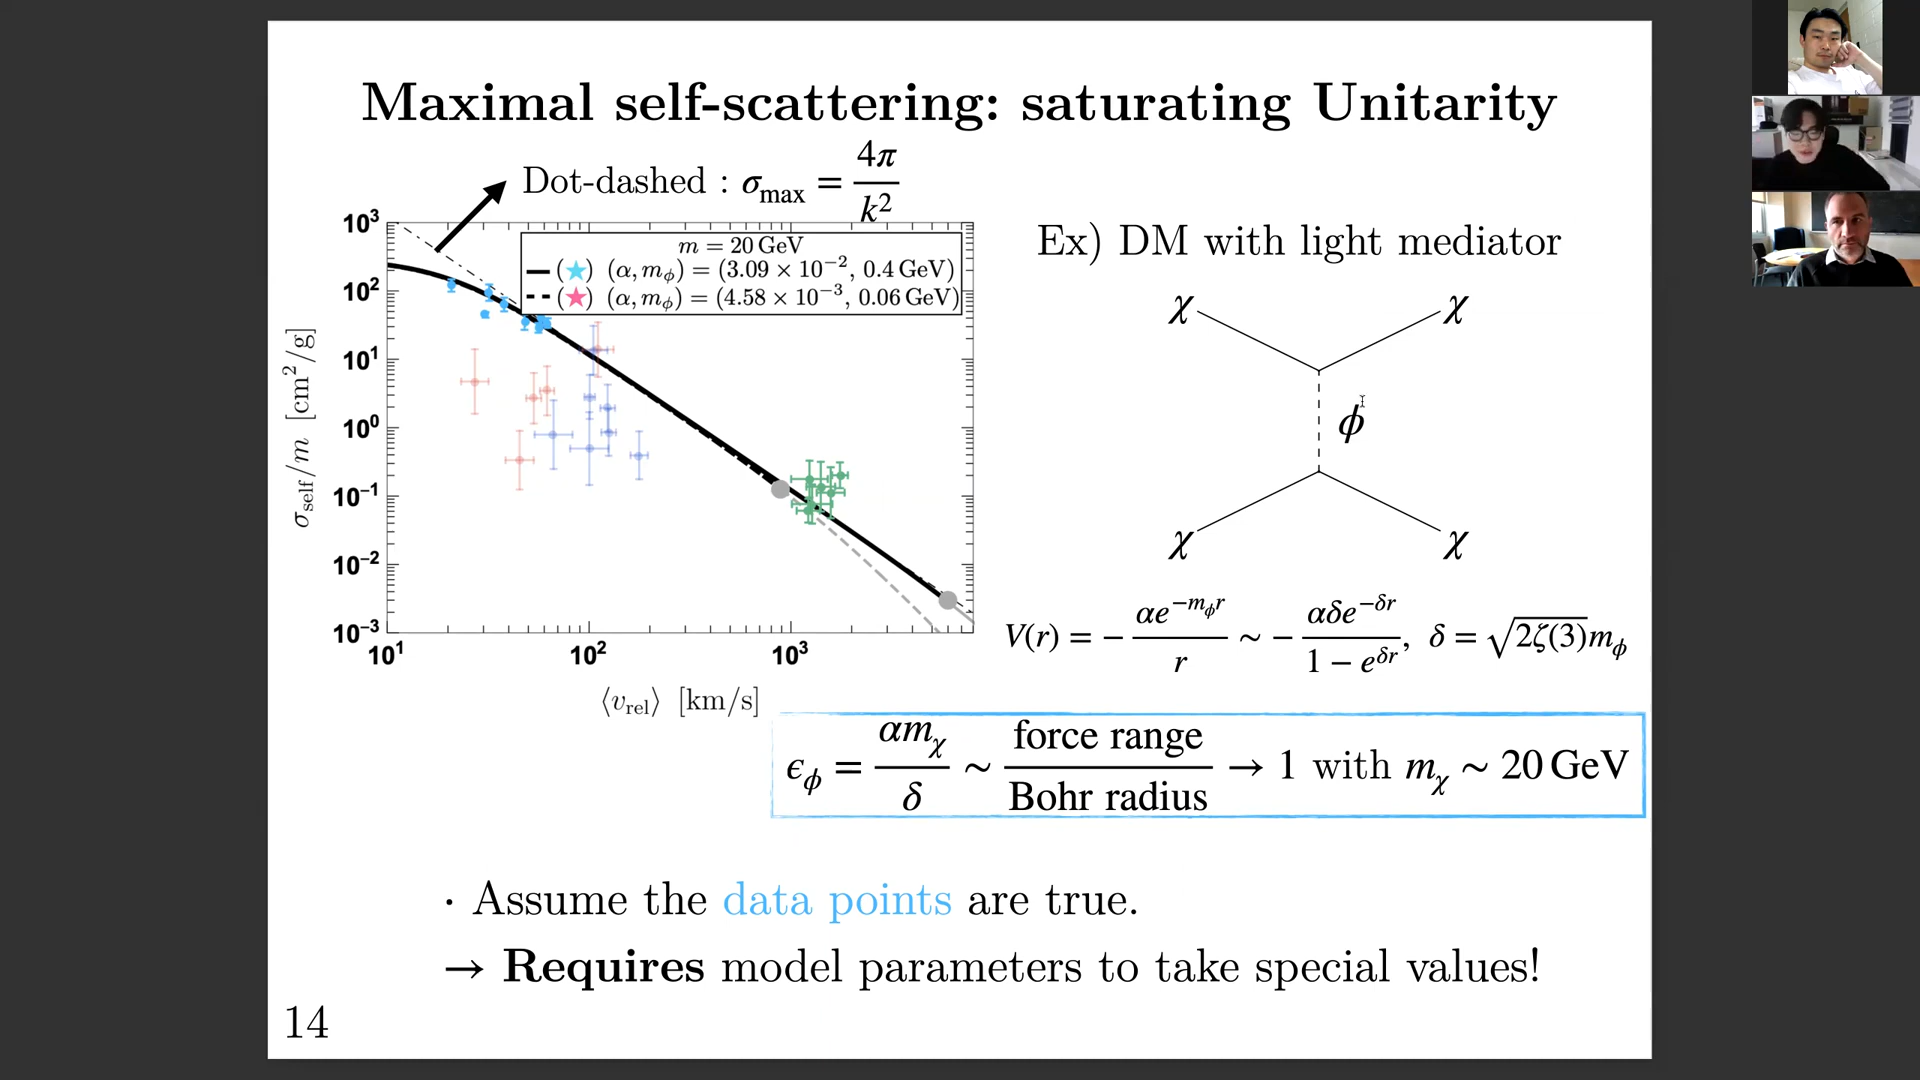 Maximal self-scattering: saturating Unitarity
Dot-dashed : σ_max = 4π / k²
10³
10²
10¹
10⁰
10⁻¹
10⁻²
10⁻³
σ_self/m [cm²/g]
m = 20 GeV
(★) (α, m_ϕ) = (3.09 × 10⁻², 0.4 GeV)
(★) (α, m_ϕ) = (4.58 × 10⁻³, 0.06 GeV)
10¹ 10² 10³
⟨v_rel⟩ [km/s]
Ex) DM with light mediator
χ χ
ϕ
χ χ
V(r) = − αe^{−m_ϕ r} / r ∼ − αδe^{−δr} / 1 − e^{δr}, δ = √2ζ(3) m_ϕ
ϵ_ϕ = αm_χ / δ ∼ force range / Bohr radius → 1 with m_χ ∼ 20 GeV
· Assume the data points are true.
→ Requires model parameters to take special values!
14